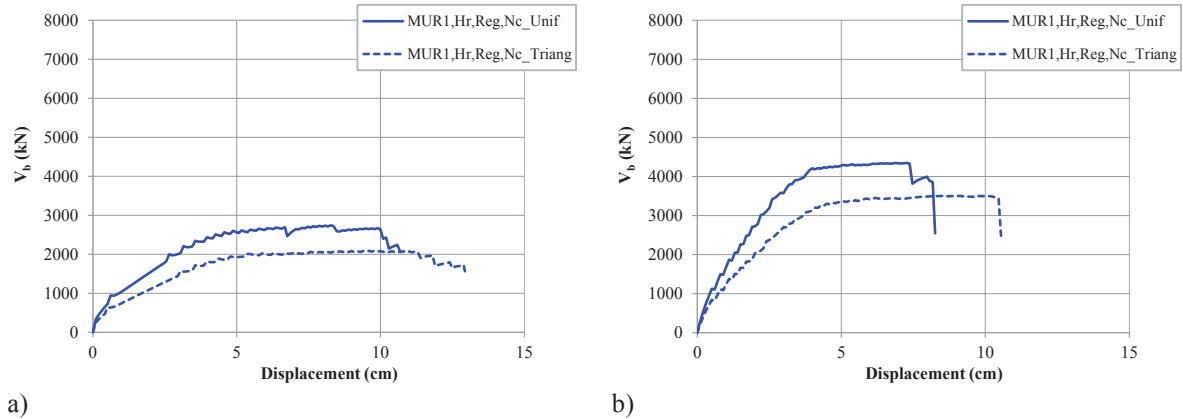 8000
7000
6000
5000
4000
3000
2000
1000
0
V_b (kN)
0 5 10 15
Displacement (cm)
MUR1,Hr,Reg,Nc_Unif
MUR1,Hr,Reg,Nc_Triang
a)
8000
7000
6000
5000
4000
3000
2000
1000
0
V_b (kN)
0 5 10 15
Displacement (cm)
MUR1,Hr,Reg,Nc_Unif
MUR1,Hr,Reg,Nc_Triang
b)